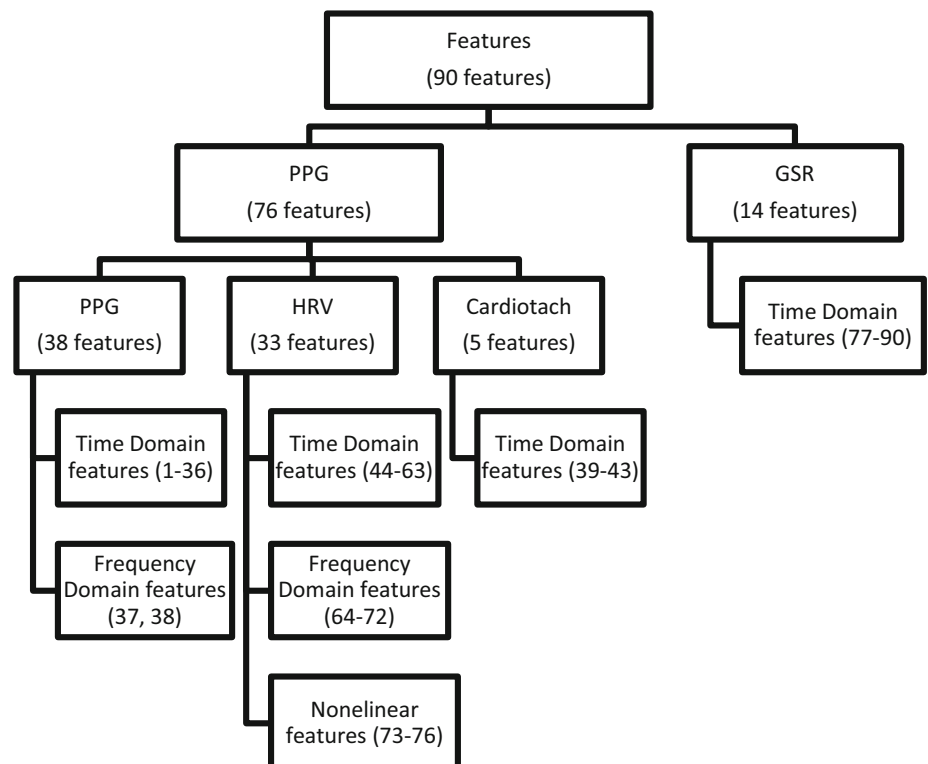 Features
(90 features)
PPG
(76 features)
GSR
(14 features)
PPG
(38 features)
HRV
(33 features)
Cardiotach
(5 features)
Time Domain
features (77-90)
Time Domain
features (1-36)
Time Domain
features (44-63)
Time Domain
features (39-43)
Frequency
Domain features
(37, 38)
Frequency
Domain features
(64-72)
Nonelinear
features (73-76)